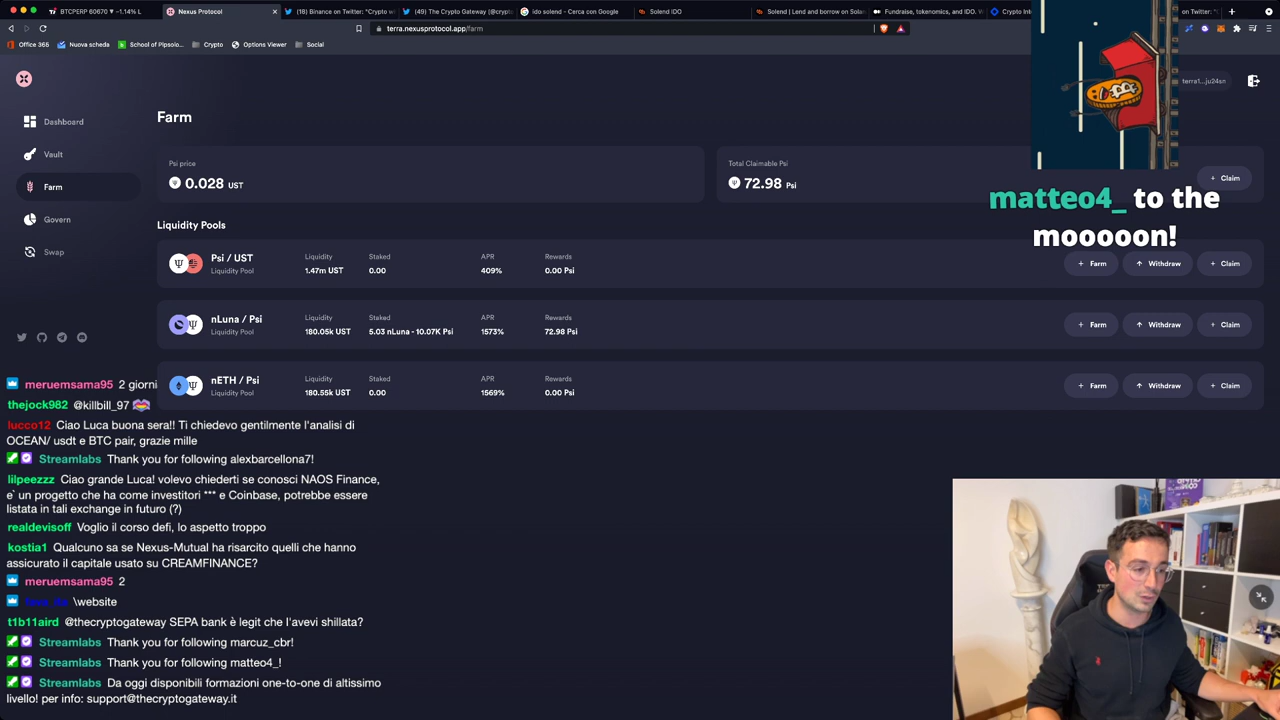 BTCPERP 60670 ▼ −1.14% L
Nexus Protocol
(18) Binance on Twitter: "Crypto w
(49) The Crypto Gateway (@crypt
ido solend - Cerca con Google
Solend IDO
Solend | Lend and borrow on Sola
Fundraise, tokenomics, and IDO. W
Crypto Int
on on Twitter: "
terra.nexusprotocol.app/farm
Office 365
Nuova scheda
School of Pipsolo...
Crypto
Options Viewer
Social
terra1...ju24sn
Farm
Dashboard
Vault
Farm
Govern
Swap
Psi price
0.028 UST
Total Claimable Psi
72.98 Psi
+ Claim
matteo4_ to the
mooooon!
Liquidity Pools
Psi / UST
Liquidity Pool
Liquidity
1.47m UST
Staked
0.00
APR
409%
Rewards
0.00 Psi
+ Farm
↑ Withdraw
+ Claim
nLuna / Psi
Liquidity Pool
Liquidity
180.05k UST
Staked
5.03 nLuna - 10.07K Psi
APR
1573%
Rewards
72.98 Psi
+ Farm
↑ Withdraw
+ Claim
nETH / Psi
Liquidity Pool
Liquidity
180.55k UST
Staked
0.00
APR
1569%
Rewards
0.00 Psi
+ Farm
↑ Withdraw
+ Claim
meruemsama95 2 giorni
thejock982 @killbill_97
lucco12 Ciao Luca buona sera!! Ti chiedevo gentilmente l'analisi di
OCEAN/ usdt e BTC pair, grazie mille
Streamlabs Thank you for following alexbarcellona7!
lilpeezzz Ciao grande Luca! volevo chiederti se conosci NAOS Finance,
e` un progetto che ha come investitori *** e Coinbase, potrebbe essere
listata in tali exchange in futuro (?)
realdevisoff Voglio il corso defi, lo aspetto troppo
kostia1 Qualcuno sa se Nexus-Mutual ha risarcito quelli che hanno
assicurato il capitale usato su CREAMFINANCE?
meruemsama95 2
\website
t1b11aird @thecryptogateway SEPA bank è legit che l'avevi shillata?
Streamlabs Thank you for following marcuz_cbr!
Streamlabs Thank you for following matteo4_!
Streamlabs Da oggi disponibili formazioni one-to-one di altissimo
livello! per info: support@thecryptogateway.it